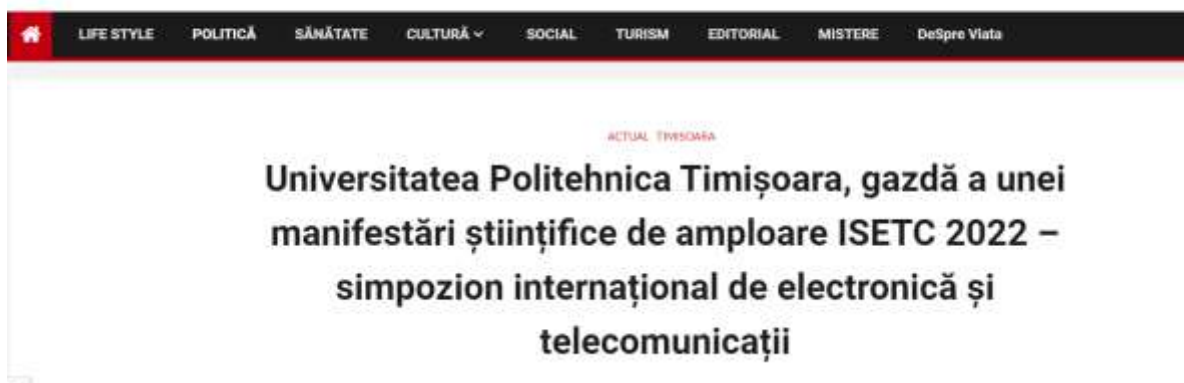 LIFE STYLE POLITICĂ SĂNĂTATE CULTURĂ SOCIAL TURISM EDITORIAL MISTERE DeSpre Viata
ACTUAL TIMISOARA
Universitatea Politehnica Timișoara, gazdă a unei
manifestări științifice de amploare ISETC 2022 –
simpozion internațional de electronică și
telecomunicații